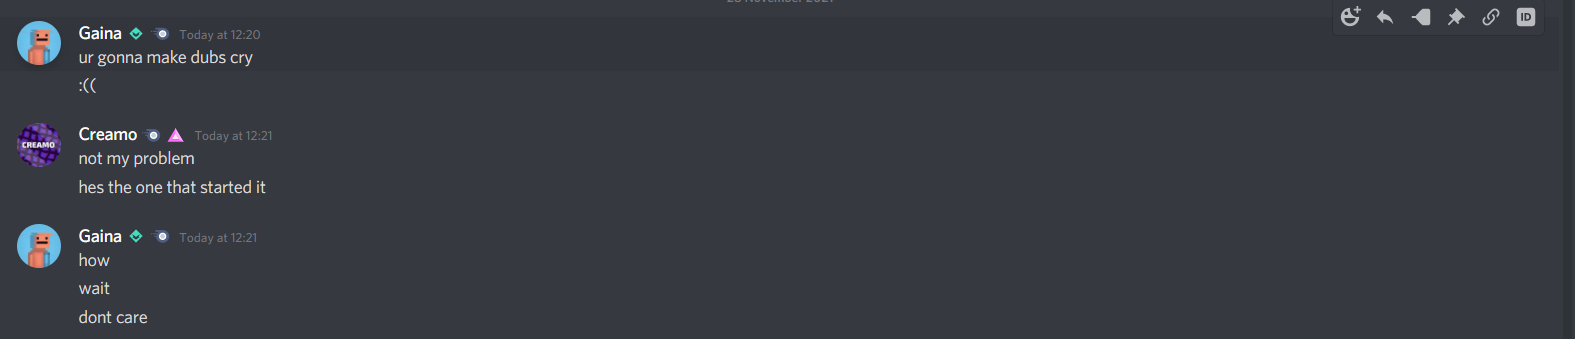 Gaina Today at 12:20
ur gonna make dubs cry
:((
Creamo Today at 12:21
CREAMO
not my problem
hes the one that started it
Gaina Today at 12:21
how
wait
dont care
ID